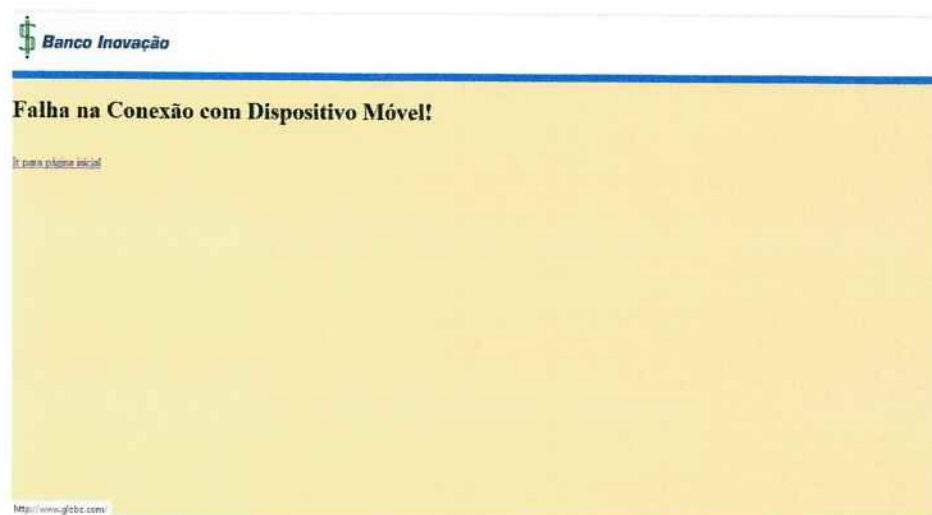 Banco Inovação
Falha na Conexão com Dispositivo Móvel!
Ir para página inicial